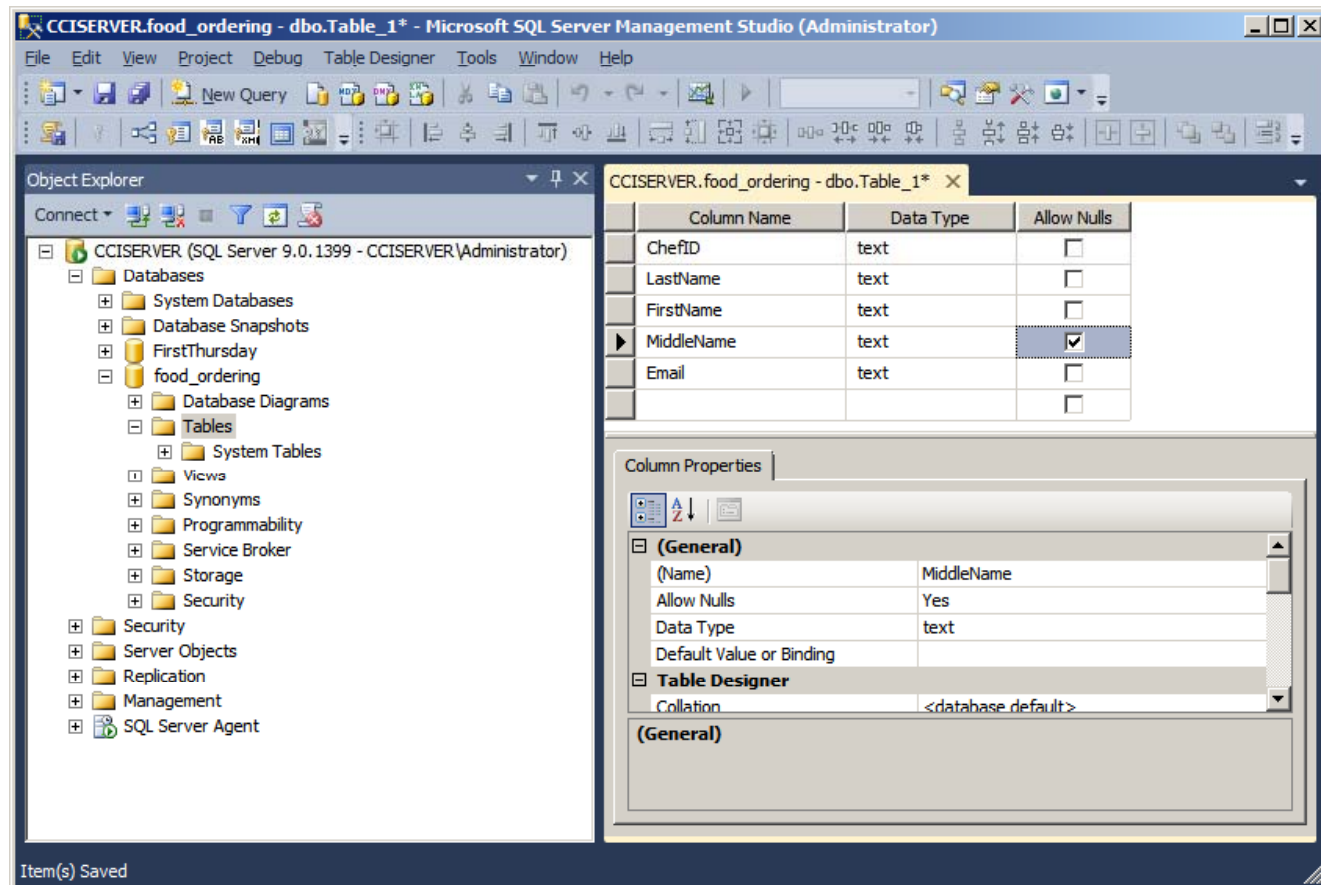 CCISERVER.food_ordering - dbo.Table_1* - Microsoft SQL Server Management Studio (Administrator)
File Edit View Project Debug Table Designer Tools Window Help
New Query
Object Explorer
Connect
CCISERVER (SQL Server 9.0.1399 - CCISERVER\Administrator)
Databases
System Databases
Database Snapshots
FirstThursday
food_ordering
Database Diagrams
Tables
System Tables
Views
Synonyms
Programmability
Service Broker
Storage
Security
Security
Server Objects
Replication
Management
SQL Server Agent
CCISERVER.food_ordering - dbo.Table_1*
Column Name Data Type Allow Nulls
ChefID text
LastName text
FirstName text
MiddleName text
Email text
Column Properties
(General)
(Name) MiddleName
Allow Nulls Yes
Data Type text
Default Value or Binding
Table Designer
Collation <database default>
(General)
Item(s) Saved